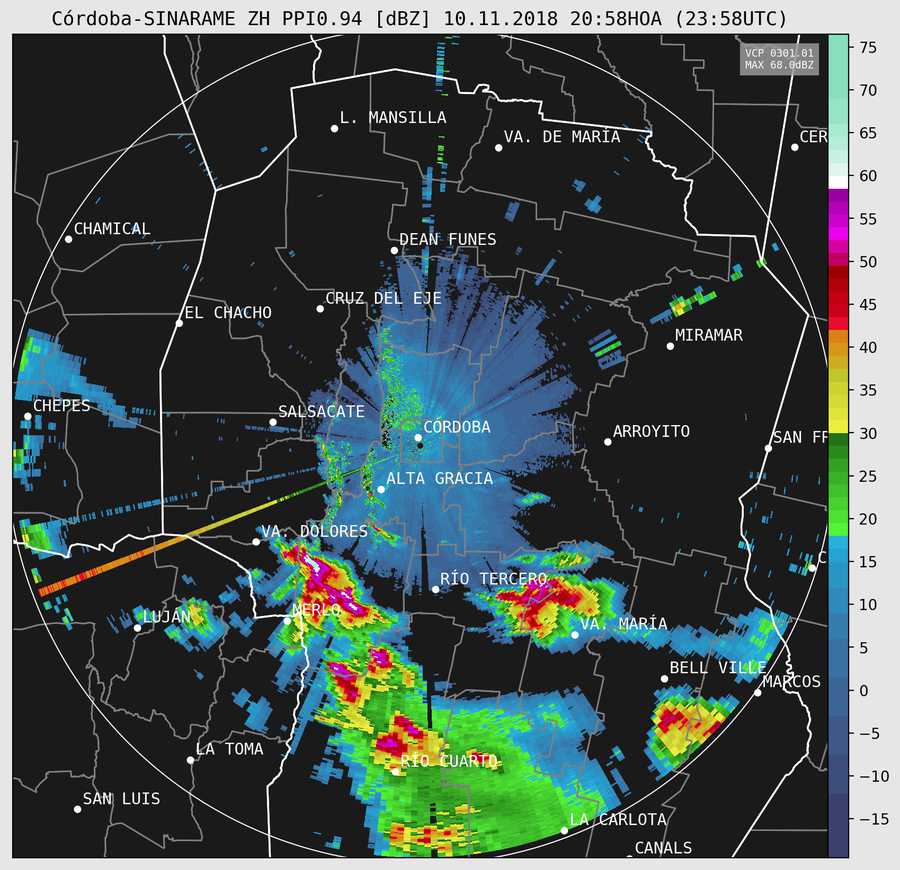 Córdoba-SINARAME ZH PPI0.94 [dBZ] 10.11.2018 20:58HOA (23:58UTC)
VCP 0301.01
MAX 68.0dBZ
75
70
65
60
55
50
45
40
35
30
25
20
15
10
5
0
−5
−10
−15
L. MANSILLA
VA. DE MARÍA
CER
CHAMICAL
DEAN FUNES
CRUZ DEL EJE
EL CHACHO
MIRAMAR
CHEPES
SALSACATE
CÓRDOBA
ARROYITO
SAN FR
ALTA GRACIA
VA. DOLORES
C
RÍO TERCERO
MERLO
LUJÁN
VA. MARÍA
BELL VILLE
MARCOS
LA TOMA
RÍO CUARTO
SAN LUIS
LA CARLOTA
CANALS